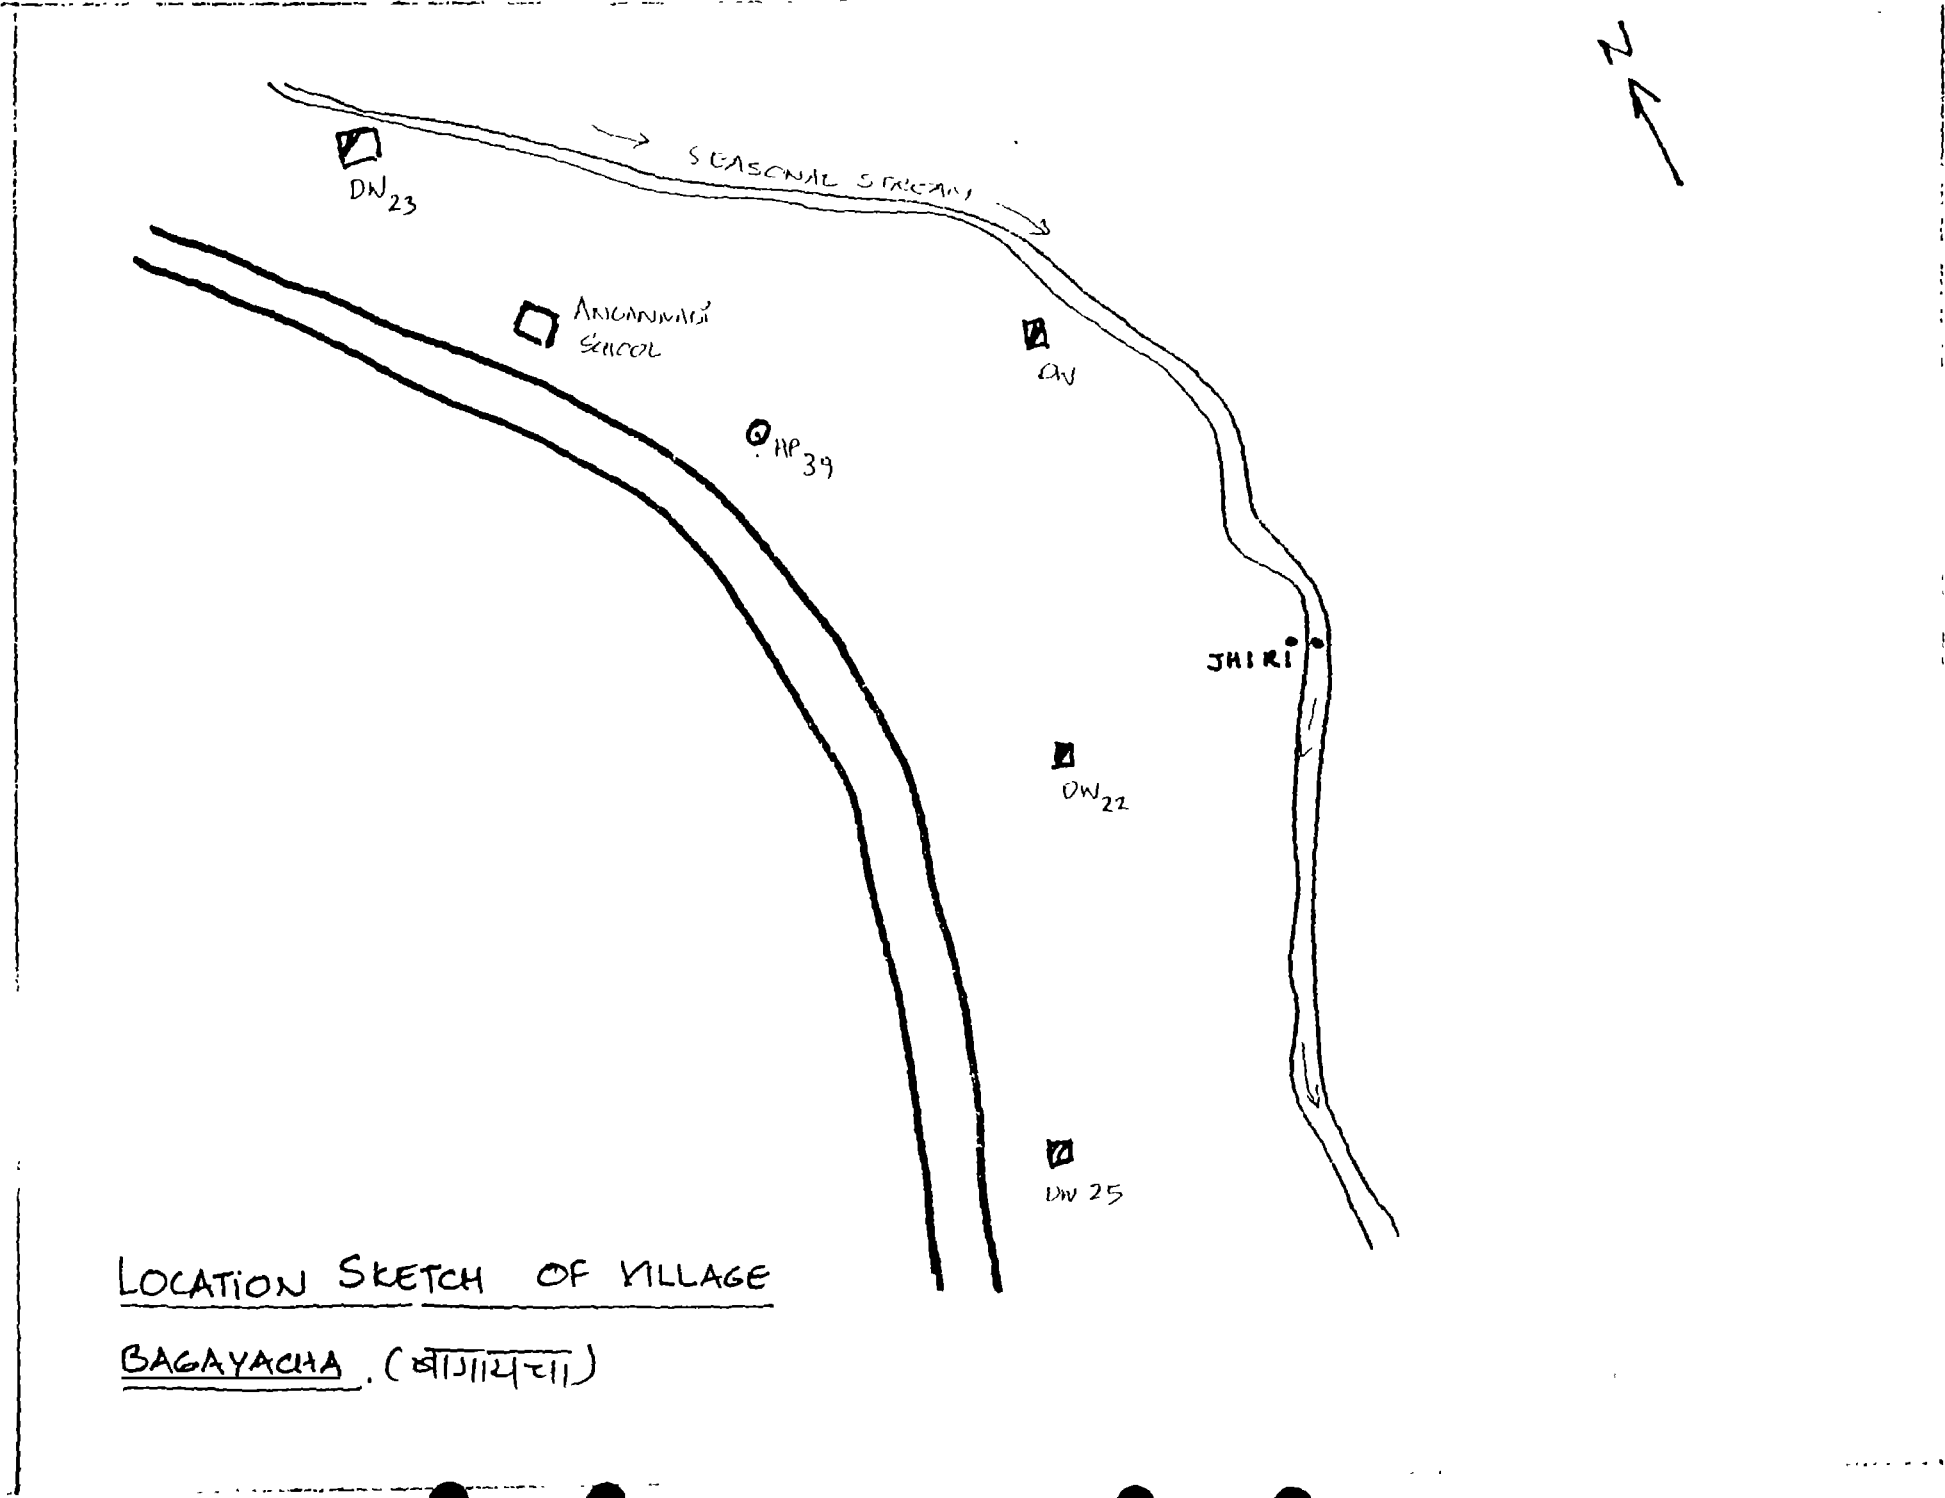 N
SEASONAL STREAM
DW23
ANGANWADI
SCHOOL
DW
HP39
JHIRI
DW22
DW 25
LOCATION SKETCH OF VILLAGE
BAGAYACHA. (बागायचा)